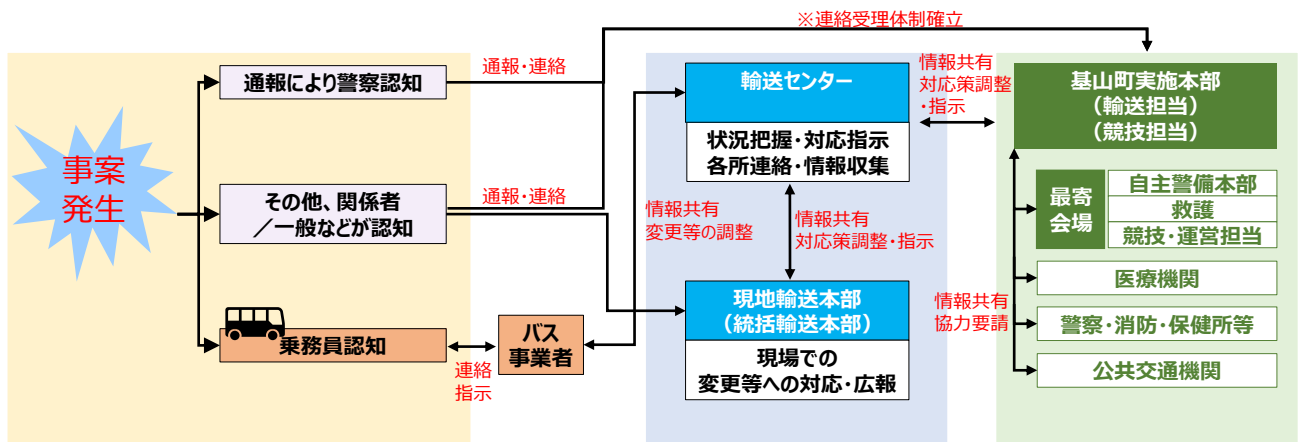 ※連絡受理体制確立
事案
発生
通報により警察認知
通報・連絡
その他、関係者
／一般などが認知
通報・連絡
乗務員認知
連絡
指示
バス
事業者
輸送センター
状況把握・対応指示
各所連絡・情報収集
情報共有
変更等の調整
情報共有
対応策調整・指示
現地輸送本部
（統括輸送本部）
現場での
変更等への対応・広報
情報共有
対応策調整
・指示
基山町実施本部
（輸送担当）
（競技担当）
最寄
会場
自主警備本部
救護
競技・運営担当
医療機関
情報共有
協力要請
警察・消防・保健所等
公共交通機関